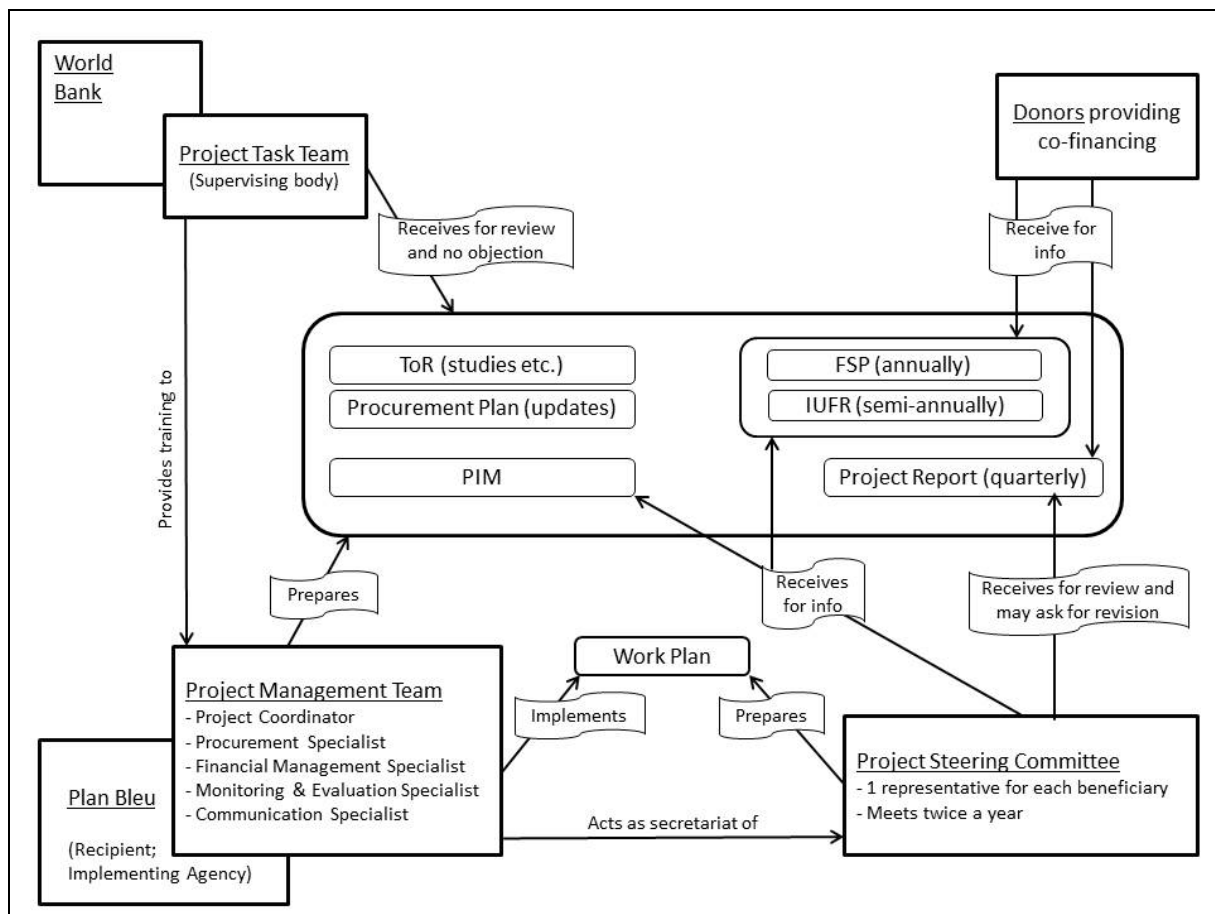 World
Bank
Project Task Team
(Supervising body)
Donors providing
co-financing
Receives for review
and no objection
Receive for
info
ToR (studies etc.)
Procurement Plan (updates)
PIM
FSP (annually)
IUFR (semi-annually)
Project Report (quarterly)
Provides training to
Prepares
Receives
for info
Receives for review and
may ask for revision
Work Plan
Implements
Prepares
Project Management Team
- Project Coordinator
- Procurement Specialist
- Financial Management Specialist
- Monitoring & Evaluation Specialist
- Communication Specialist
Plan Bleu
(Recipient;
Implementing Agency)
Acts as secretariat of
Project Steering Committee
- 1 representative for each beneficiary
- Meets twice a year